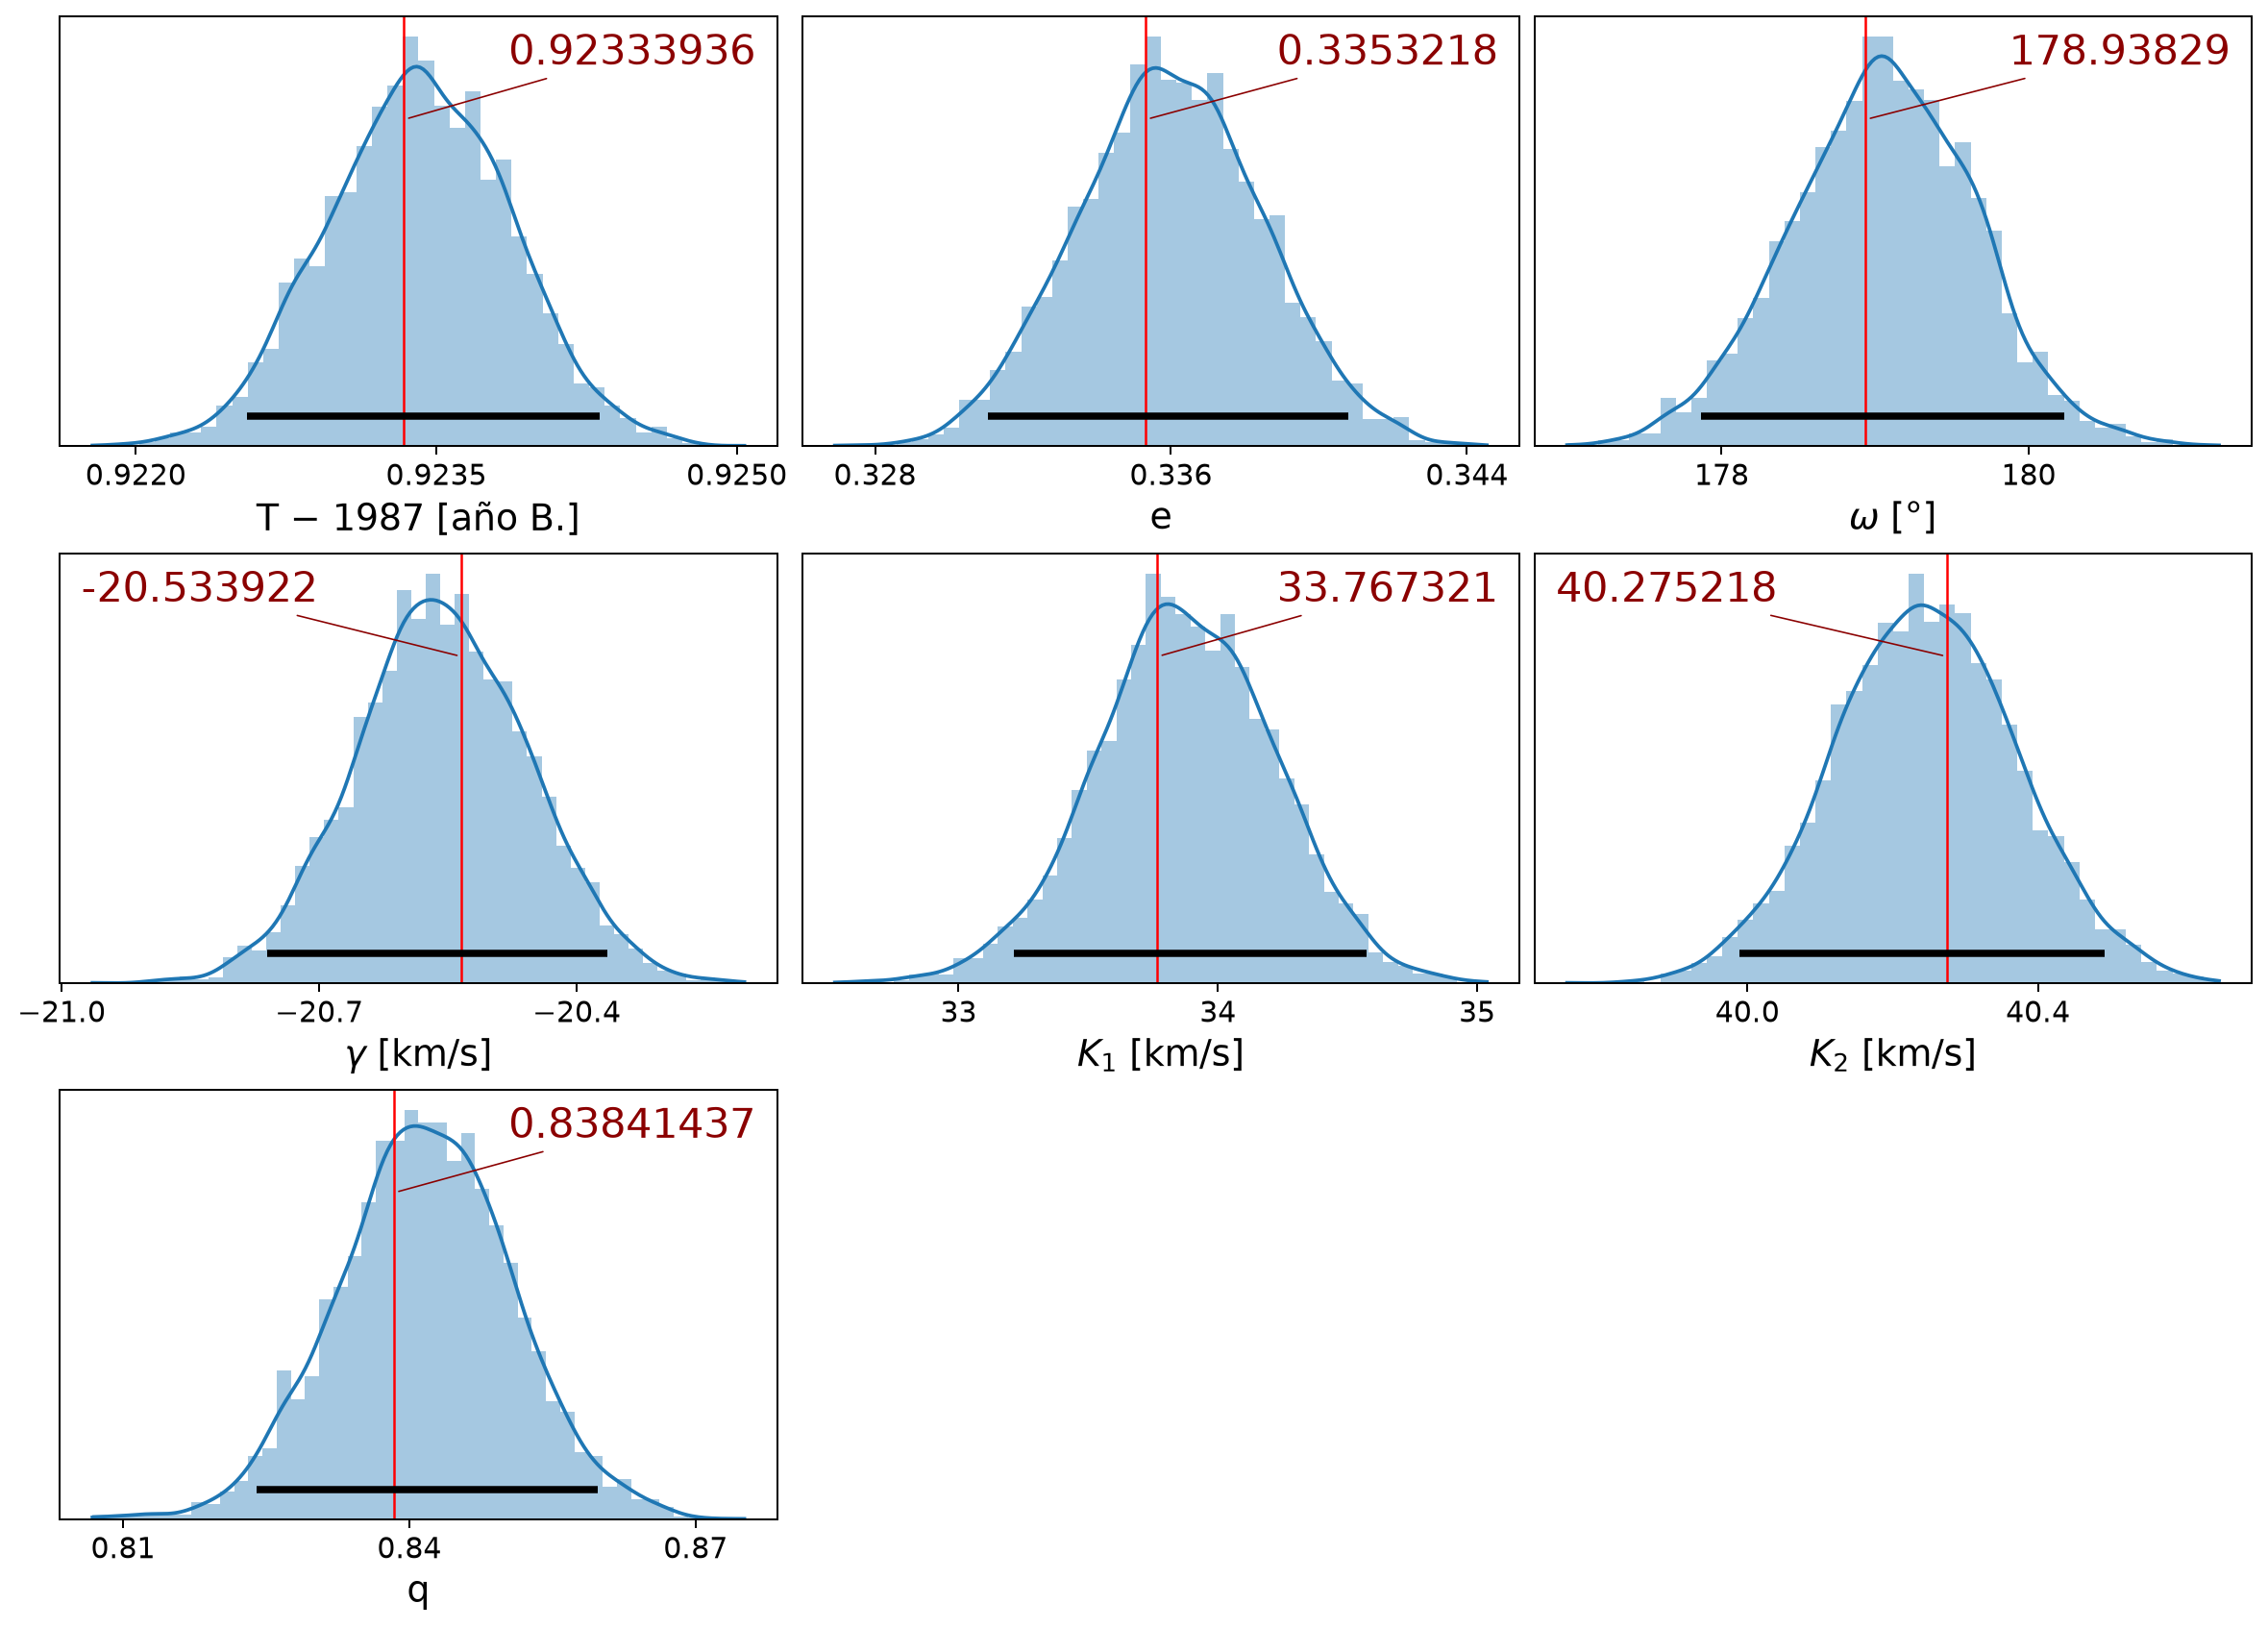 0.92333936
0.3353218
178.93829
0.9220 0.9235 0.9250
0.328 0.336 0.344
178 180
T − 1987 [año B.]
e
ω [°]
-20.533922
33.767321
40.275218
−21.0 −20.7 −20.4
33 34 35
40.0 40.4
γ [km/s]
K₁ [km/s]
K₂ [km/s]
0.83841437
0.81 0.84 0.87
q